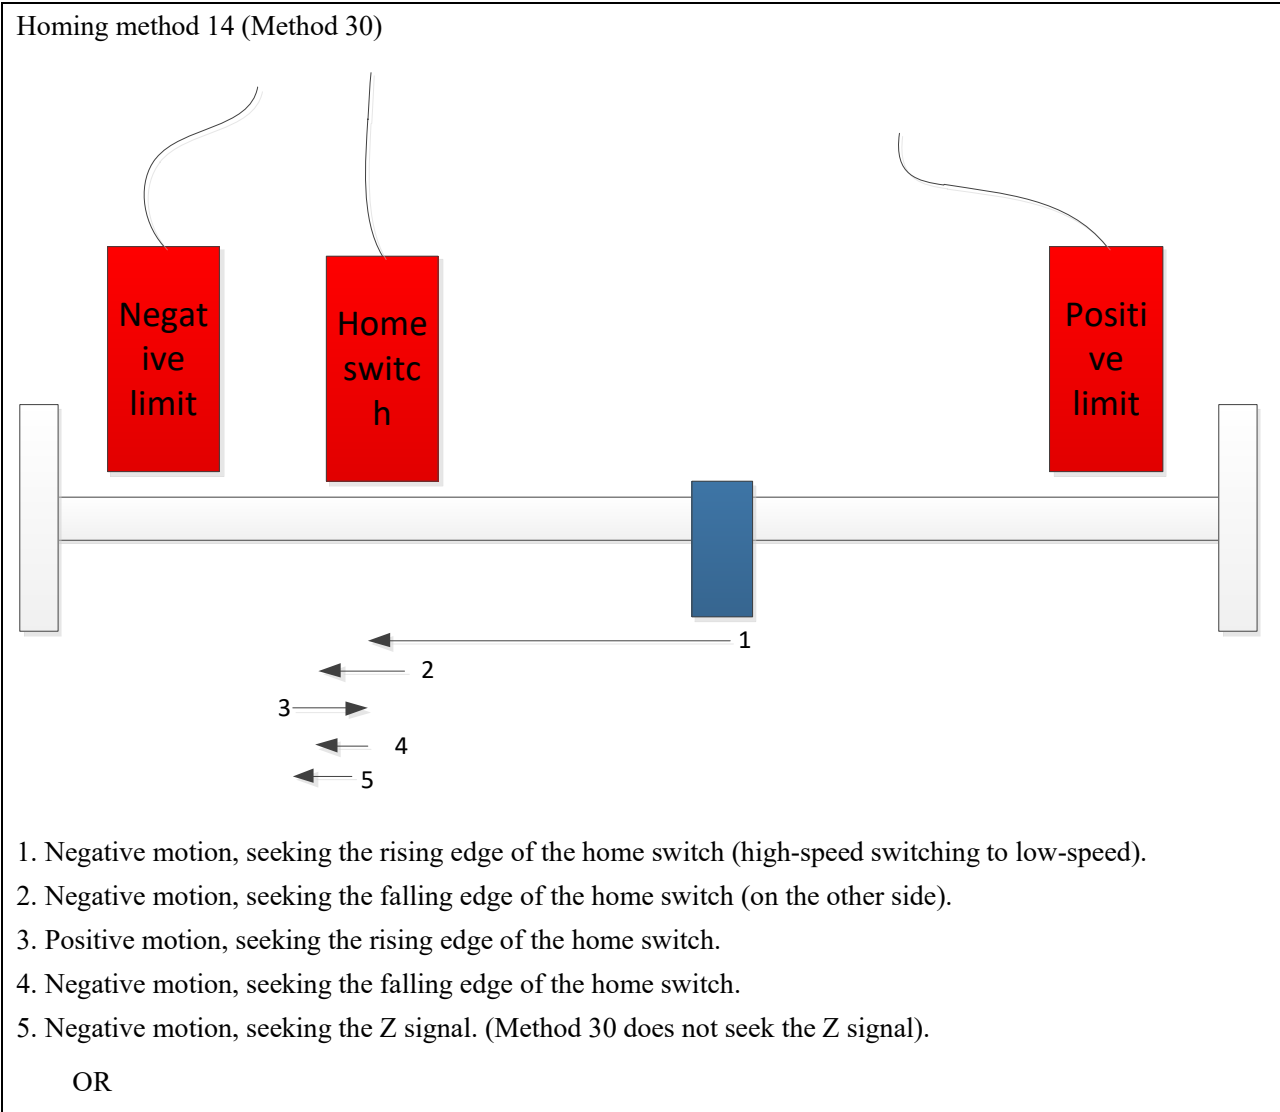 Homing method 14 (Method 30)
Negat
ive
limit
Home
switc
h
Positi
ve
limit
1
2
3
4
5
1. Negative motion, seeking the rising edge of the home switch (high-speed switching to low-speed).
2. Negative motion, seeking the falling edge of the home switch (on the other side).
3. Positive motion, seeking the rising edge of the home switch.
4. Negative motion, seeking the falling edge of the home switch.
5. Negative motion, seeking the Z signal. (Method 30 does not seek the Z signal).
OR